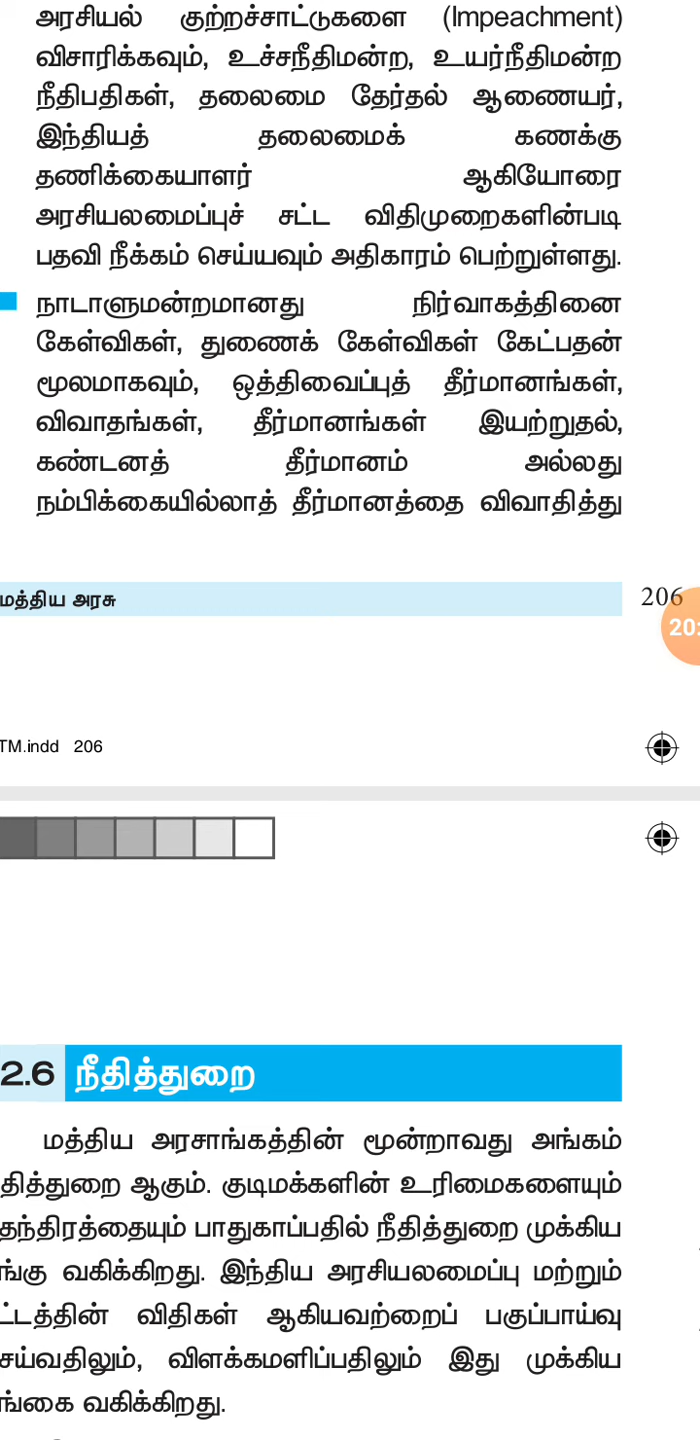 அரசியல் குற்றச்சாட்டுகளை (Impeachment)
விசாரிக்கவும், உச்சநீதிமன்ற, உயர்நீதிமன்ற
நீதிபதிகள், தலைமை தேர்தல் ஆணையர்,
இந்தியத் தலைமைக் கணக்கு
தணிக்கையாளர் ஆகியோரை
அரசியலமைப்புச் சட்ட விதிமுறைகளின்படி
பதவி நீக்கம் செய்யவும் அதிகாரம் பெற்றுள்ளது.
நாடாளுமன்றமானது நிர்வாகத்தினை
கேள்விகள், துணைக் கேள்விகள் கேட்பதன்
மூலமாகவும், ஒத்திவைப்புத் தீர்மானங்கள்,
விவாதங்கள், தீர்மானங்கள் இயற்றுதல்,
கண்டனத் தீர்மானம் அல்லது
நம்பிக்கையில்லாத் தீர்மானத்தை விவாதித்து
மத்திய அரசு 206
20:
TM.indd 206
2.6 நீதித்துறை
மத்திய அரசாங்கத்தின் மூன்றாவது அங்கம்
தித்துறை ஆகும். குடிமக்களின் உரிமைகளையும்
தந்திரத்தையும் பாதுகாப்பதில் நீதித்துறை முக்கிய
ங்கு வகிக்கிறது. இந்திய அரசியலமைப்பு மற்றும்
ட்டத்தின் விதிகள் ஆகியவற்றைப் பகுப்பாய்வு
சய்வதிலும், விளக்கமளிப்பதிலும் இது முக்கிய
ங்கை வகிக்கிறது.